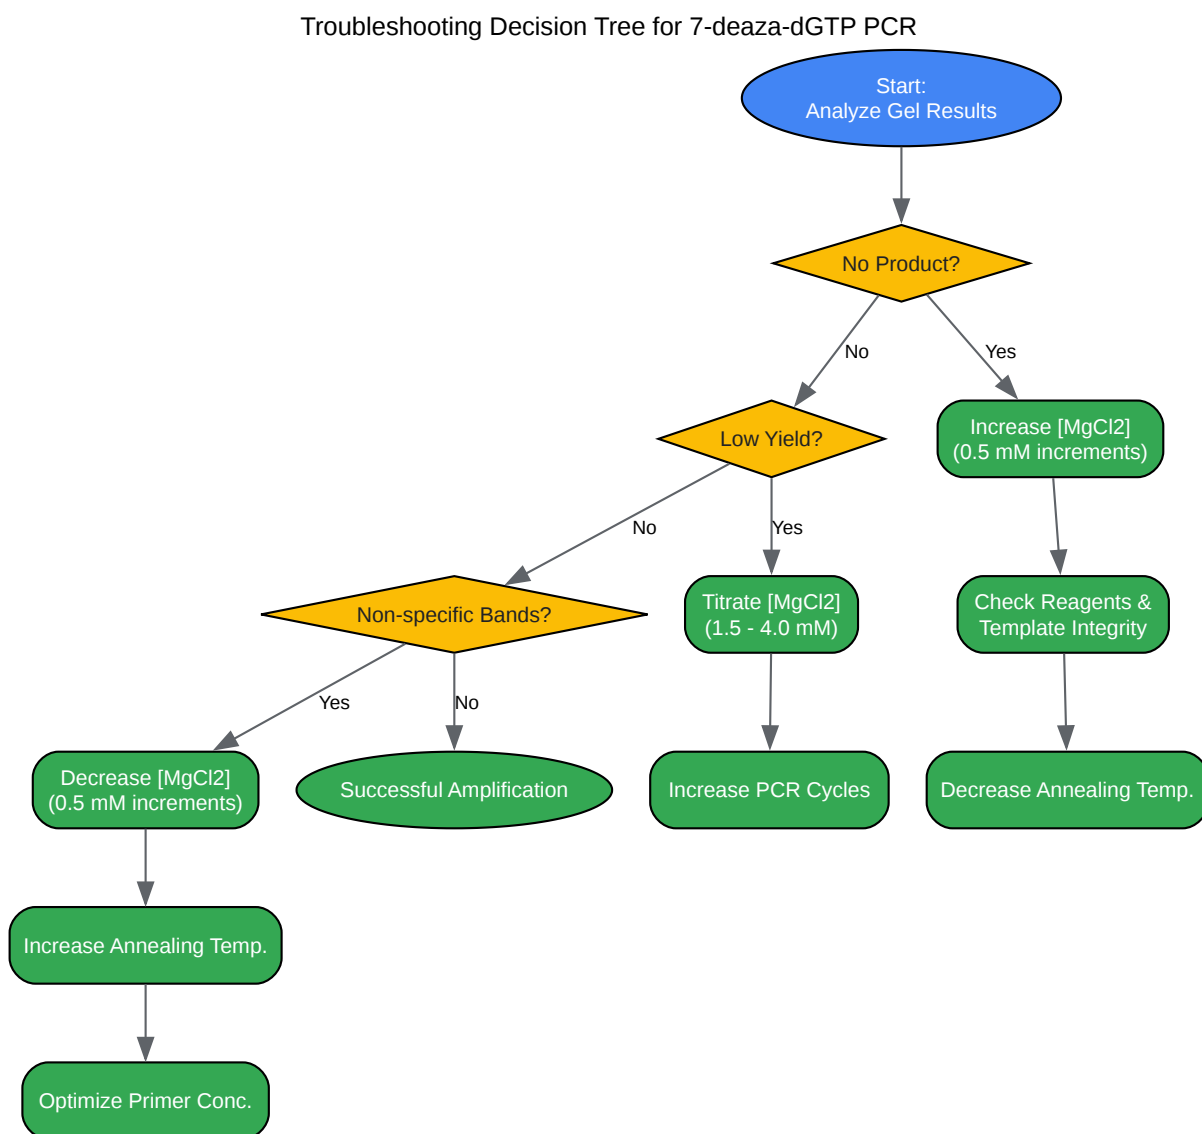 Troubleshooting Decision Tree for 7-deaza-dGTP PCR
Start:
Analyze Gel Results
No Product?
No
Yes
Low Yield?
Increase [MgCl2]
(0.5 mM increments)
No
Yes
Non-specific Bands?
Titrate [MgCl2]
(1.5 - 4.0 mM)
Check Reagents &
Template Integrity
Yes
No
Decrease [MgCl2]
(0.5 mM increments)
Successful Amplification
Increase PCR Cycles
Decrease Annealing Temp.
Increase Annealing Temp.
Optimize Primer Conc.